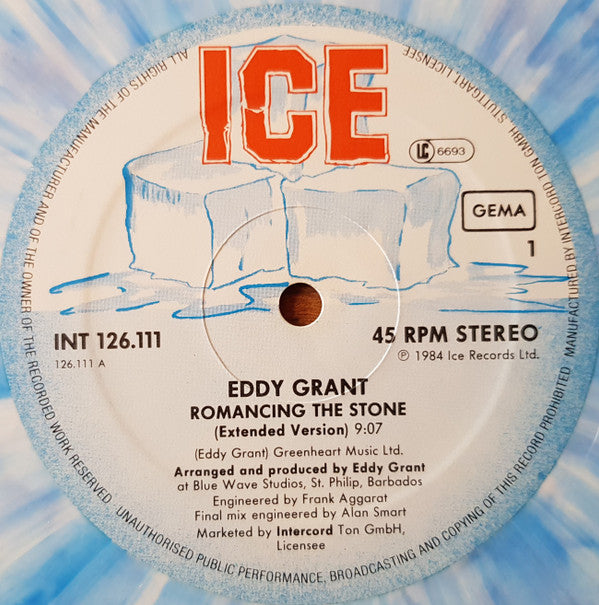 ICE
LC 6693
GEMA
1
INT 126.111
126.111 A
45 RPM STEREO
℗ 1984 Ice Records Ltd.
EDDY GRANT
ROMANCING THE STONE
(Extended Version) 9:07
(Eddy Grant) Greenheart Music Ltd.
Arranged and produced by Eddy Grant
at Blue Wave Studios, St. Philip, Barbados
Engineered by Frank Aggarat
Final mix engineered by Alan Smart
Marketed by Intercord Ton GmbH,
Licensee
ALL RIGHTS OF THE MANUFACTURER AND OF THE OWNER OF THE RECORDED WORK RESERVED. UNAUTHORISED PUBLIC PERFORMANCE, BROADCASTING AND COPYING OF THIS RECORD PROHIBITED MANUFACTURED BY INTERCORD TON GMBH, STUTTGART LICENSEE